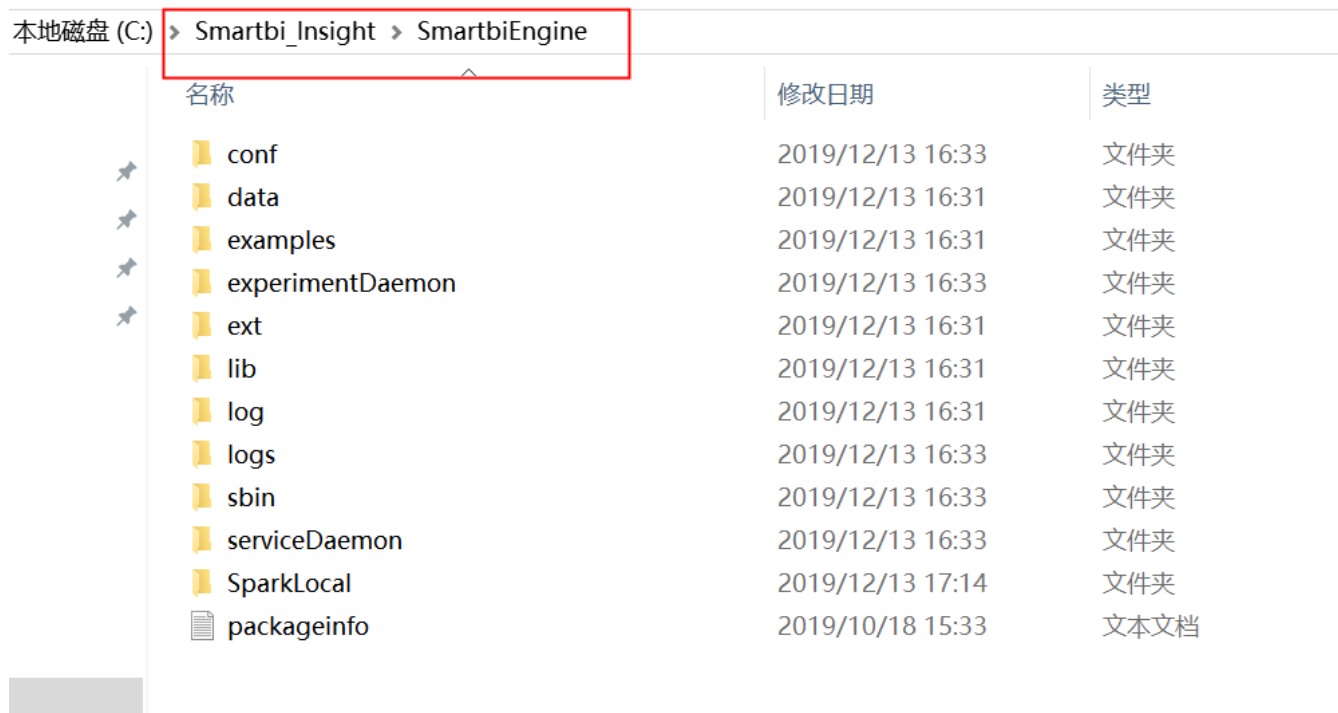 本地磁盘 (C:) > Smartbi_Insight > SmartbiEngine
名称 修改日期 类型
conf 2019/12/13 16:33 文件夹
data 2019/12/13 16:31 文件夹
examples 2019/12/13 16:31 文件夹
experimentDaemon 2019/12/13 16:33 文件夹
ext 2019/12/13 16:31 文件夹
lib 2019/12/13 16:31 文件夹
log 2019/12/13 16:31 文件夹
logs 2019/12/13 16:33 文件夹
sbin 2019/12/13 16:33 文件夹
serviceDaemon 2019/12/13 16:33 文件夹
SparkLocal 2019/12/13 17:14 文件夹
packageinfo 2019/10/18 15:33 文本文档